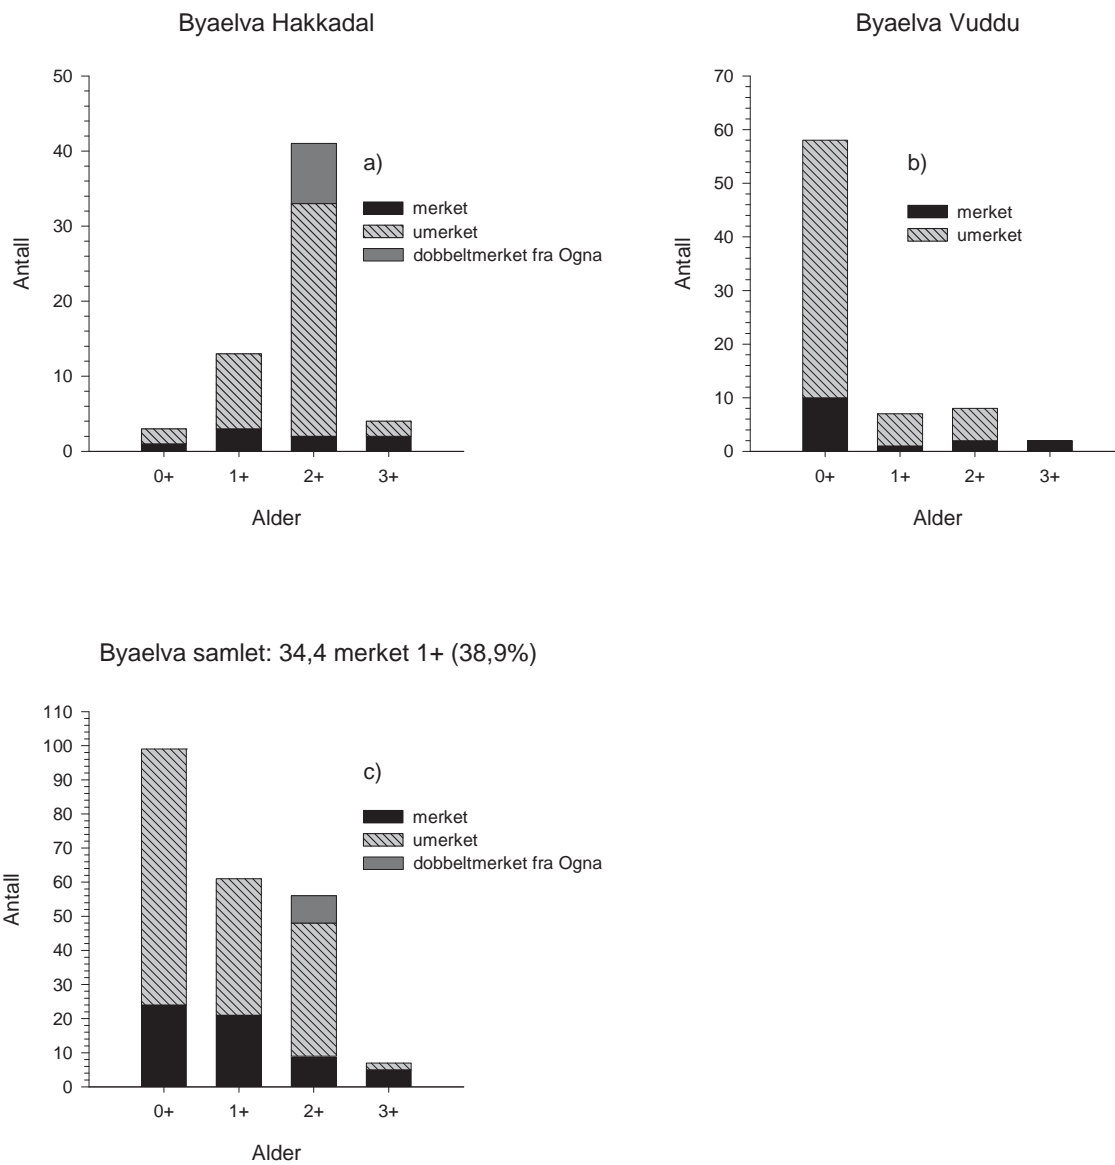 Byaelva Hakkadal
50
40
30
20
10
0
Antall
a)
merket
umerket
dobbeltmerket fra Ogna
0+ 1+ 2+ 3+
Alder
Byaelva Vuddu
70
60
50
40
30
20
10
0
Antall
b)
merket
umerket
0+ 1+ 2+ 3+
Alder
Byaelva samlet: 34,4 merket 1+ (38,9%)
110
100
90
80
70
60
50
40
30
20
10
0
Antall
c)
merket
umerket
dobbeltmerket fra Ogna
0+ 1+ 2+ 3+
Alder